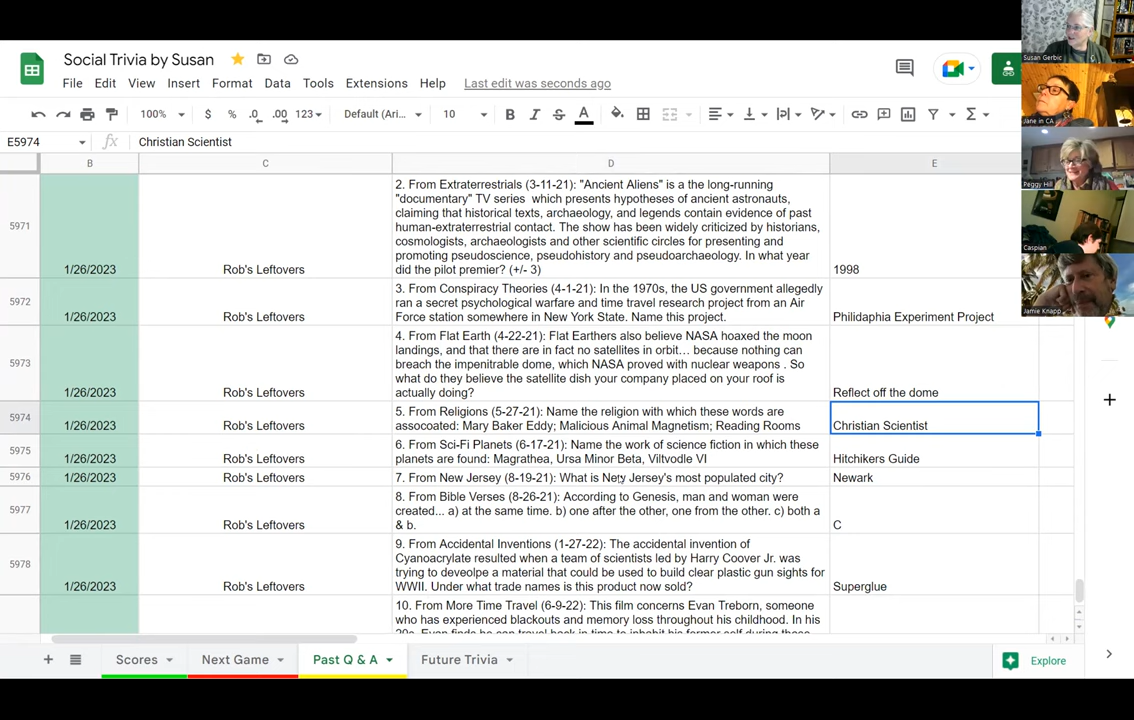 Social Trivia by Susan
File Edit View Insert Format Data Tools Extensions Help Last edit was seconds ago
100% $ % .0 .00 123 Default (Ari... 10 B I S A
E5974 fx Christian Scientist
B C D E
5971 1/26/2023 Rob's Leftovers
2. From Extraterrestrials (3-11-21): "Ancient Aliens" is a the long-running
"documentary" TV series which presents hypotheses of ancient astronauts,
claiming that historical texts, archaeology, and legends contain evidence of past
human-extraterrestrial contact. The show has been widely criticized by historians,
cosmologists, archaeologists and other scientific circles for presenting and
promoting pseudoscience, pseudohistory and pseudoarchaeology. In what year
did the pilot premier? (+/- 3)
1998
5972 1/26/2023 Rob's Leftovers
3. From Conspiracy Theories (4-1-21): In the 1970s, the US government allegedly
ran a secret psychological warfare and time travel research project from an Air
Force station somewhere in New York State. Name this project.
Philidaphia Experiment Project
5973 1/26/2023 Rob's Leftovers
4. From Flat Earth (4-22-21): Flat Earthers also believe NASA hoaxed the moon
landings, and that there are in fact no satellites in orbit... because nothing can
breach the impenitrable dome, which NASA proved with nuclear weapons . So
what do they believe the satellite dish your company placed on your roof is
actually doing?
Reflect off the dome
5974 1/26/2023 Rob's Leftovers
5. From Religions (5-27-21): Name the religion with which these words are
assocoated: Mary Baker Eddy; Malicious Animal Magnetism; Reading Rooms
Christian Scientist
5975 1/26/2023 Rob's Leftovers
6. From Sci-Fi Planets (6-17-21): Name the work of science fiction in which these
planets are found: Magrathea, Ursa Minor Beta, Viltvodle VI
Hitchikers Guide
5976 1/26/2023 Rob's Leftovers
7. From New Jersey (8-19-21): What is New Jersey's most populated city?
Newark
5977 1/26/2023 Rob's Leftovers
8. From Bible Verses (8-26-21): According to Genesis, man and woman were
created... a) at the same time. b) one after the other, one from the other. c) both a
& b.
C
5978 1/26/2023 Rob's Leftovers
9. From Accidental Inventions (1-27-22): The accidental invention of
Cyanoacrylate resulted when a team of scientists led by Harry Coover Jr. was
trying to deveolpe a material that could be used to build clear plastic gun sights for
WWII. Under what trade names is this product now sold?
Superglue
10. From More Time Travel (6-9-22): This film concerns Evan Treborn, someone
who has experienced blackouts and memory loss throughout his childhood. In his
20s, Evan finds he can travel back in time to inhabit his former self during those
Scores Next Game Past Q & A Future Trivia Explore
Susan Gerbic
Jane in CA
Peggy Hill
Caspian
Jamie Knapp